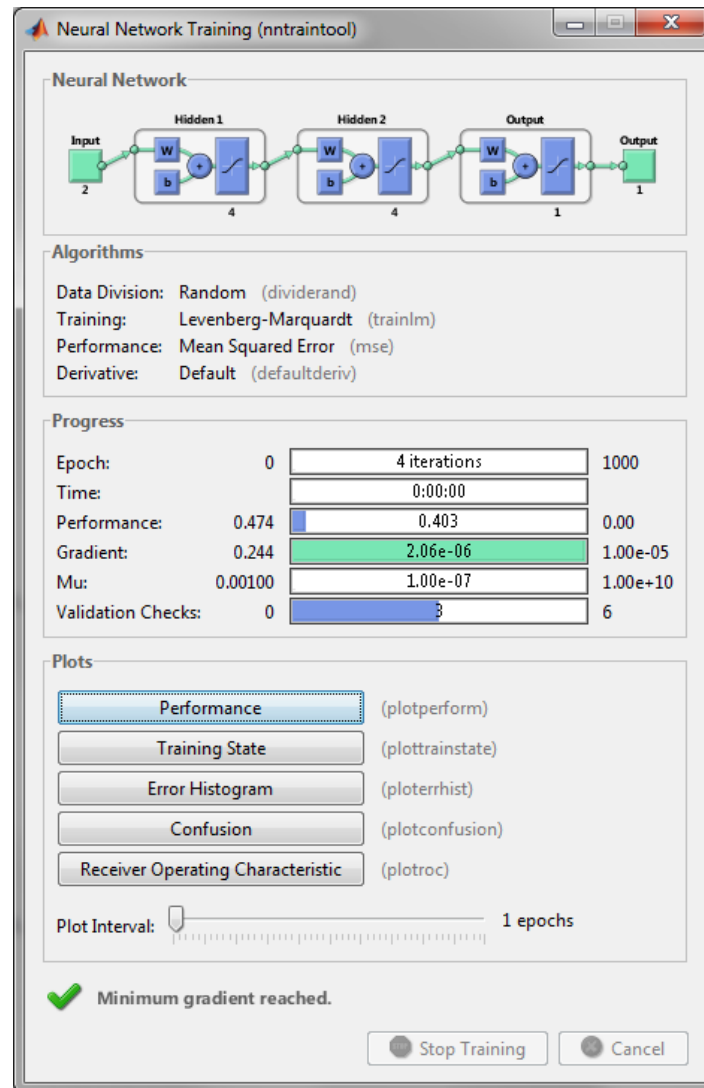 Neural Network Training (nntraintool)
Neural Network
Hidden 1 Hidden 2 Output
Input Output
W W W
b b b
+ + +
2 4 4 1 1
Algorithms
Data Division: Random (dividerand)
Training: Levenberg-Marquardt (trainlm)
Performance: Mean Squared Error (mse)
Derivative: Default (defaultderiv)
Progress
Epoch: 0 4 iterations 1000
Time: 0:00:00
Performance: 0.474 0.403 0.00
Gradient: 0.244 2.06e-06 1.00e-05
Mu: 0.00100 1.00e-07 1.00e+10
Validation Checks: 0 3 6
Plots
Performance (plotperform)
Training State (plottrainstate)
Error Histogram (ploterrhist)
Confusion (plotconfusion)
Receiver Operating Characteristic (plotroc)
Plot Interval: 1 epochs
Minimum gradient reached.
Stop Training Cancel